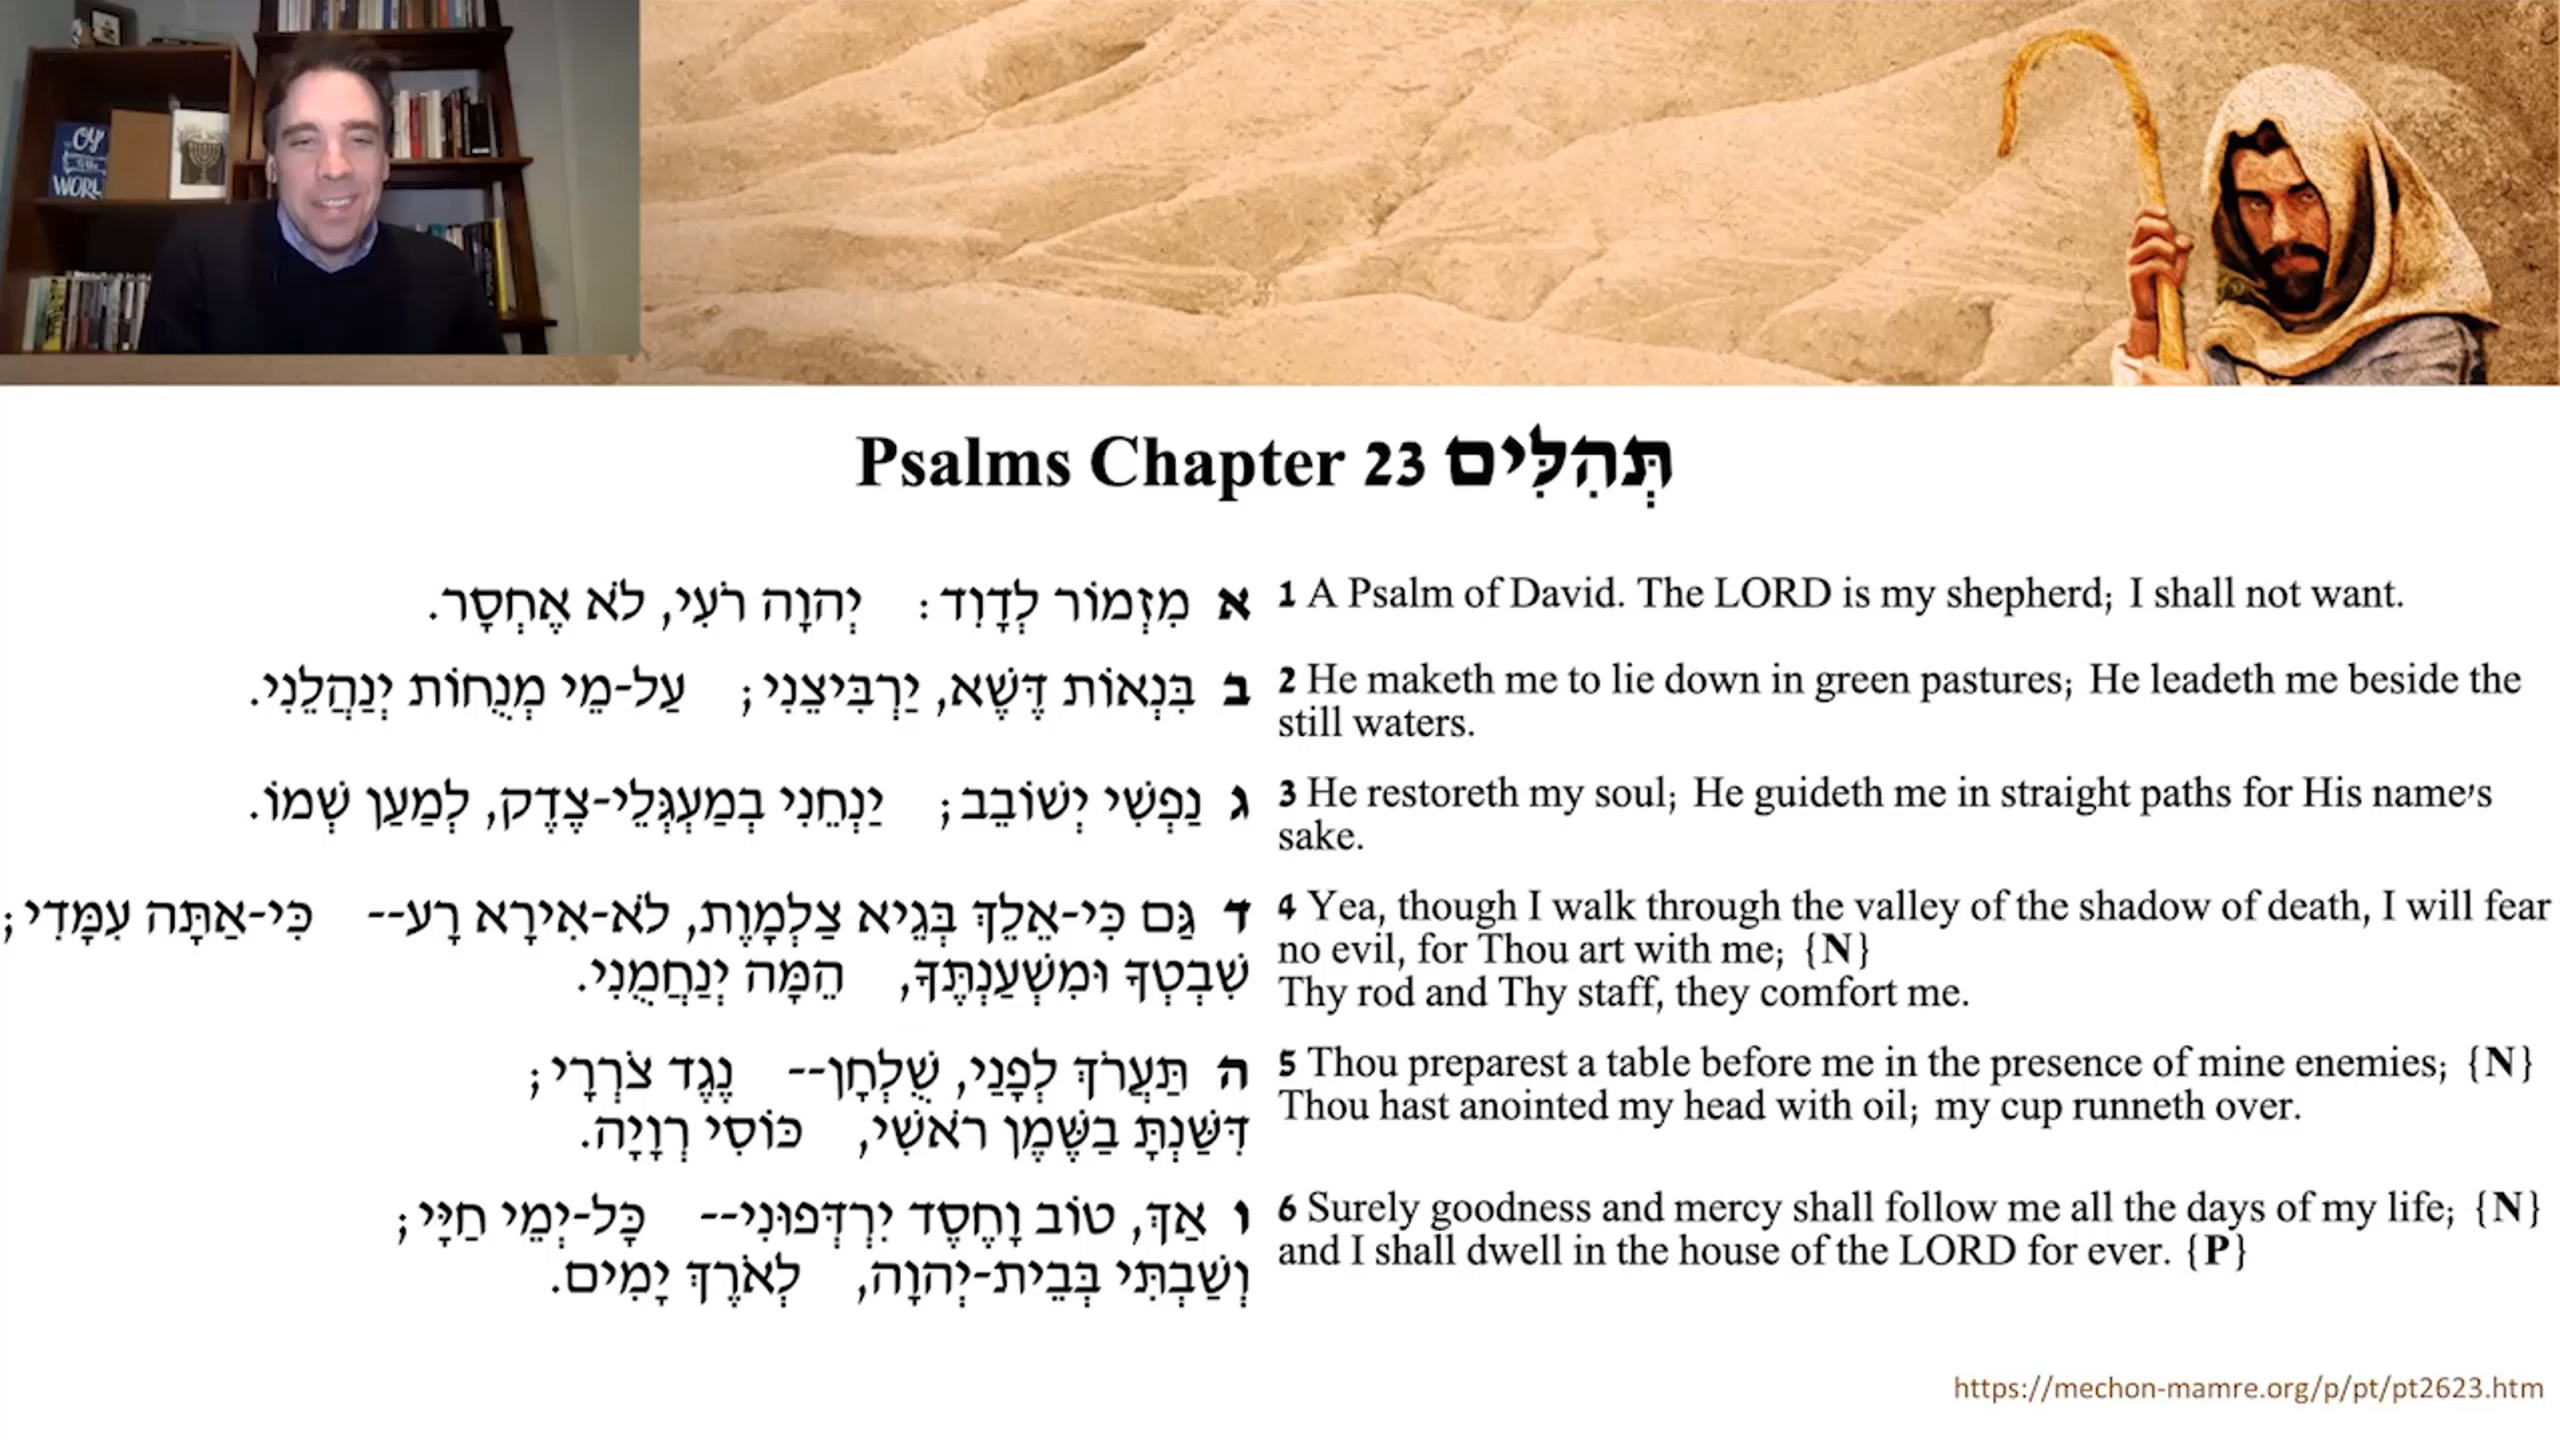 OY
WORL
Psalms Chapter 23 תְּהִלִּים
א מִזְמוֹר לְדָוִד: יְהוָה רֹעִי, לֹא אֶחְסָר.
1 A Psalm of David. The LORD is my shepherd; I shall not want.
ב בִּנְאוֹת דֶּשֶׁא, יַרְבִּיצֵנִי; עַל-מֵי מְנֻחוֹת יְנַהֲלֵנִי.
2 He maketh me to lie down in green pastures; He leadeth me beside the
still waters.
ג נַפְשִׁי יְשׁוֹבֵב; יַנְחֵנִי בְמַעְגְּלֵי-צֶדֶק, לְמַעַן שְׁמוֹ.
3 He restoreth my soul; He guideth me in straight paths for His name's
sake.
ד גַּם כִּי-אֵלֵךְ בְּגֵיא צַלְמָוֶת, לֹא-אִירָא רָע-- כִּי-אַתָּה עִמָּדִי;
שִׁבְטְךָ וּמִשְׁעַנְתֶּךָ, הֵמָּה יְנַחֲמֻנִי.
4 Yea, though I walk through the valley of the shadow of death, I will fear
no evil, for Thou art with me; {N}
Thy rod and Thy staff, they comfort me.
ה תַּעֲרֹךְ לְפָנַי, שֻׁלְחָן-- נֶגֶד צֹרְרָי;
דִּשַּׁנְתָּ בַשֶּׁמֶן רֹאשִׁי, כּוֹסִי רְוָיָה.
5 Thou preparest a table before me in the presence of mine enemies; {N}
Thou hast anointed my head with oil; my cup runneth over.
ו אַךְ, טוֹב וָחֶסֶד יִרְדְּפוּנִי-- כָּל-יְמֵי חַיָּי;
וְשַׁבְתִּי בְּבֵית-יְהוָה, לְאֹרֶךְ יָמִים.
6 Surely goodness and mercy shall follow me all the days of my life; {N}
and I shall dwell in the house of the LORD for ever. {P}
https://mechon-mamre.org/p/pt/pt2623.htm